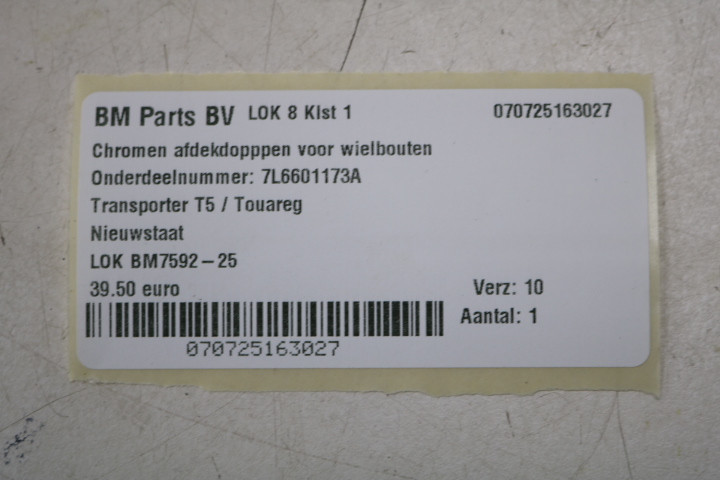 BM Parts BV LOK 8 Kist 1 070725163027
Chromen afdekdopppen voor wielbouten
Onderdeelnummer: 7L6601173A
Transporter T5 / Touareg
Nieuwstaat
LOK BM7592-25
39.50 euro Verz: 10
Aantal: 1
070725163027